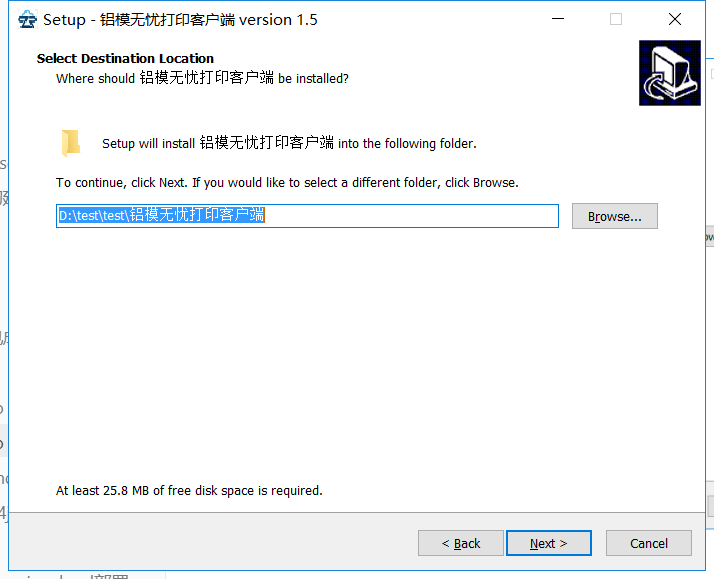 Setup - 铝模无忧打印客户端 version 1.5
Select Destination Location
Where should 铝模无忧打印客户端 be installed?
Setup will install 铝模无忧打印客户端 into the following folder.
To continue, click Next. If you would like to select a different folder, click Browse.
D:\test\test\铝模无忧打印客户端
Browse...
At least 25.8 MB of free disk space is required.
< Back
Next >
Cancel